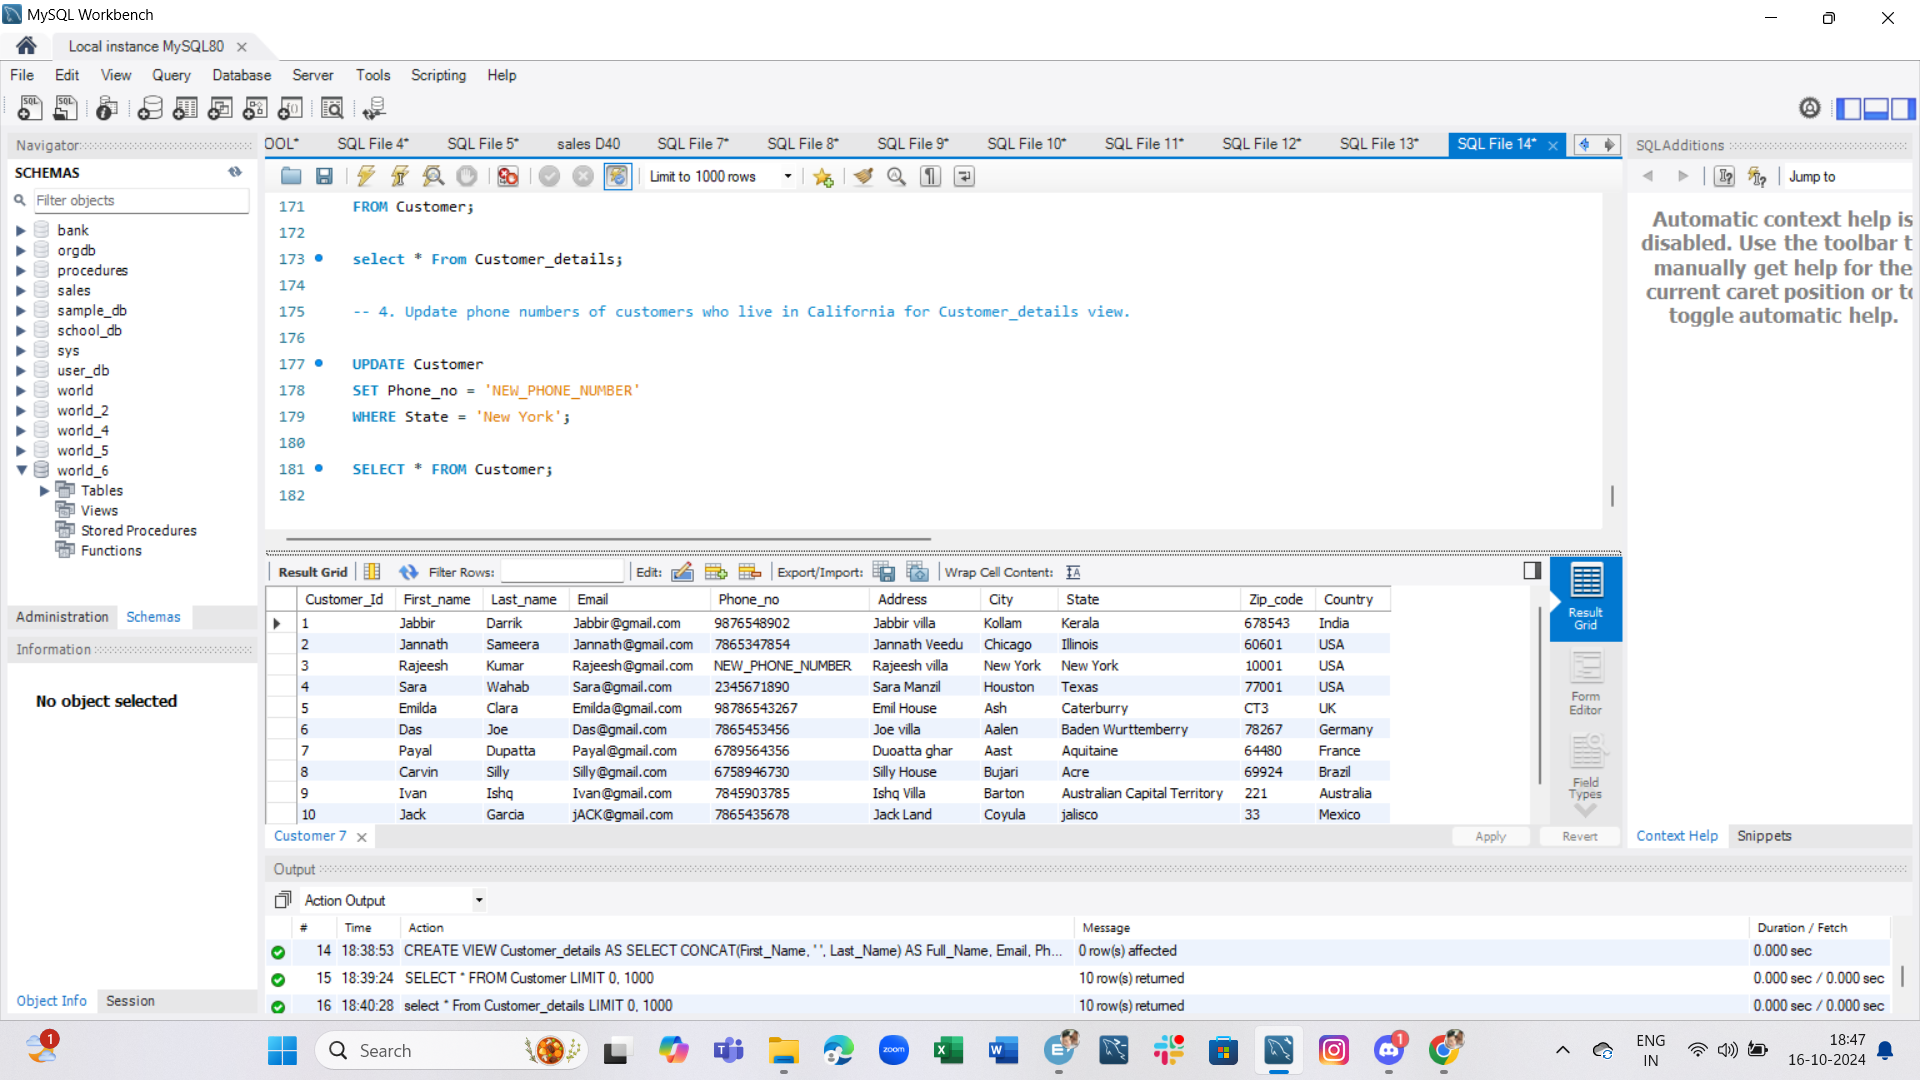 MySQL Workbench
Local instance MySQL80
File Edit View Query Database Server Tools Scripting Help
Navigator
SCHEMAS
Filter objects
bank
orgdb
procedures
sales
sample_db
school_db
sys
user_db
world
world_2
world_4
world_5
world_6
Tables
Views
Stored Procedures
Functions
Administration Schemas
Information
No object selected
Object Info Session
OOL* SQL File 4* SQL File 5* sales D40 SQL File 7* SQL File 8* SQL File 9* SQL File 10* SQL File 11* SQL File 12* SQL File 13* SQL File 14*
Limit to 1000 rows
171 FROM Customer;
172
173 select * From Customer_details;
174
175 -- 4. Update phone numbers of customers who live in California for Customer_details view.
176
177 UPDATE Customer
178 SET Phone_no = 'NEW_PHONE_NUMBER'
179 WHERE State = 'New York';
180
181 SELECT * FROM Customer;
182
Result Grid Filter Rows: Edit: Export/Import: Wrap Cell Content:
Customer_Id First_name Last_name Email Phone_no Address City State Zip_code Country
1 Jabbir Darrik Jabbir@gmail.com 9876548902 Jabbir villa Kollam Kerala 678543 India
2 Jannath Sameera Jannath@gmail.com 7865347854 Jannath Veedu Chicago Illinois 60601 USA
3 Rajeesh Kumar Rajeesh@gmail.com NEW_PHONE_NUMBER Rajeesh villa New York New York 10001 USA
4 Sara Wahab Sara@gmail.com 2345671890 Sara Manzil Houston Texas 77001 USA
5 Emilda Clara Emilda@gmail.com 98786543267 Emil House Ash Caterburry CT3 UK
6 Das Joe Das@gmail.com 7865453456 Joe villa Aalen Baden Wurttemberry 78267 Germany
7 Payal Dupatta Payal@gmail.com 6789564356 Duoatta ghar Aast Aquitaine 64480 France
8 Carvin Silly Silly@gmail.com 6758946730 Silly House Bujari Acre 69924 Brazil
9 Ivan Ishq Ivan@gmail.com 7845903785 Ishq Villa Barton Australian Capital Territory 221 Australia
10 Jack Garcia jACK@gmail.com 7865435678 Jack Land Coyula jalisco 33 Mexico
Result Grid
Form Editor
Field Types
Customer 7 Apply Revert
SQLAdditions
Jump to
Automatic context help is
disabled. Use the toolbar t
manually get help for the
current caret position or to
toggle automatic help.
Context Help Snippets
Output
Action Output
# Time Action Message Duration / Fetch
14 18:38:53 CREATE VIEW Customer_details AS SELECT CONCAT(First_Name, ' ', Last_Name) AS Full_Name, Email, Ph... 0 row(s) affected 0.000 sec
15 18:39:24 SELECT * FROM Customer LIMIT 0, 1000 10 row(s) returned 0.000 sec / 0.000 sec
16 18:40:28 select * From Customer_details LIMIT 0, 1000 10 row(s) returned 0.000 sec / 0.000 sec
1 Search zoom 1 ENG IN 18:47
16-10-2024